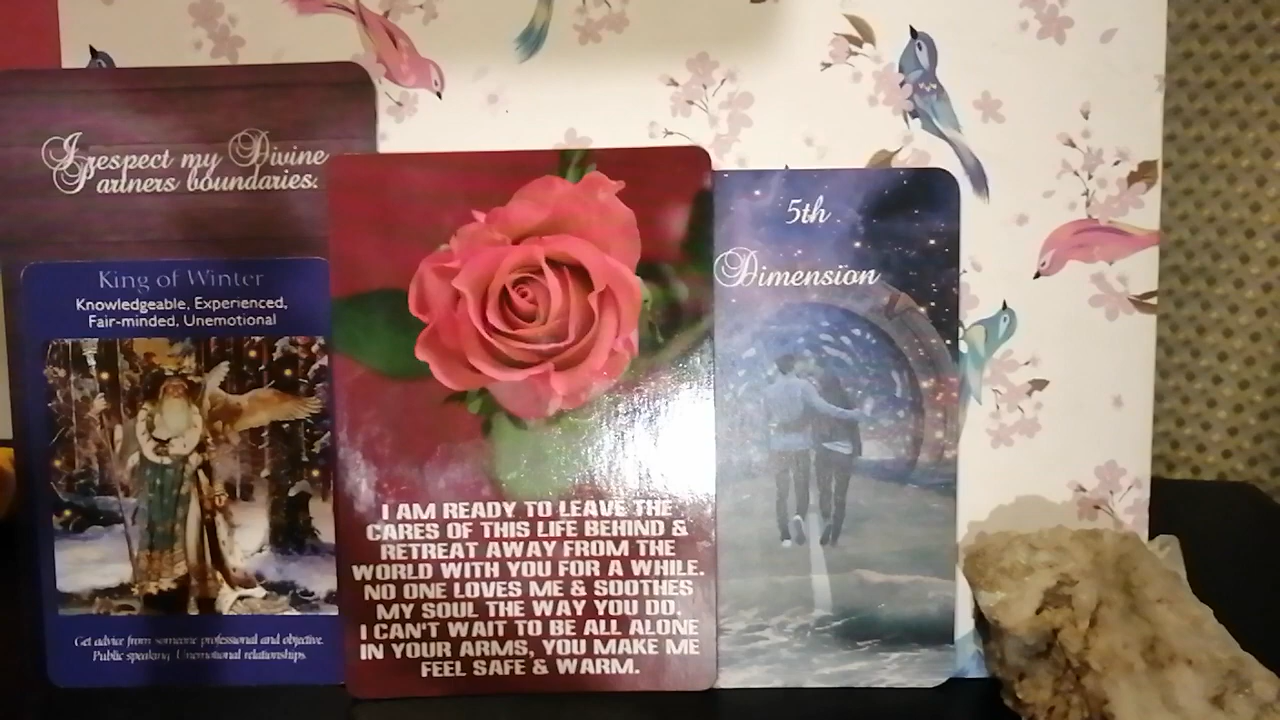 I respect my Divine
Partners boundaries.
King of Winter
Knowledgeable, Experienced,
Fair-minded, Unemotional
Get advice from someone professional and objective.
Public speaking. Unemotional relationships.
I AM READY TO LEAVE THE
CARES OF THIS LIFE BEHIND &
RETREAT AWAY FROM THE
WORLD WITH YOU FOR A WHILE.
NO ONE LOVES ME & SOOTHES
MY SOUL THE WAY YOU DO.
I CAN'T WAIT TO BE ALL ALONE
IN YOUR ARMS, YOU MAKE ME
FEEL SAFE & WARM.
5th
Dimension